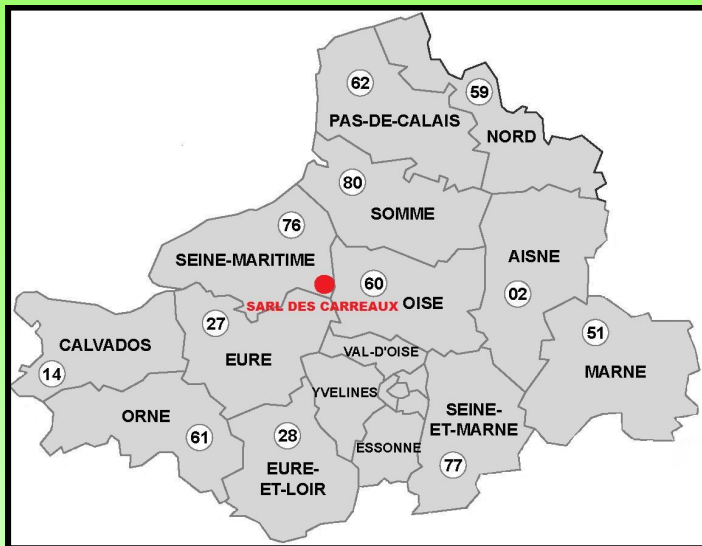 62
PAS-DE-CALAIS
59
NORD
80
SOMME
76
SEINE-MARITIME
AISNE
02
60
OISE
SARL DES CARREAUX
27
EURE
CALVADOS
14
VAL-D'OISE
51
MARNE
YVELINES
ORNE
61
28
EURE-
ET-LOIR
ESSONNE
SEINE-
ET-MARNE
77